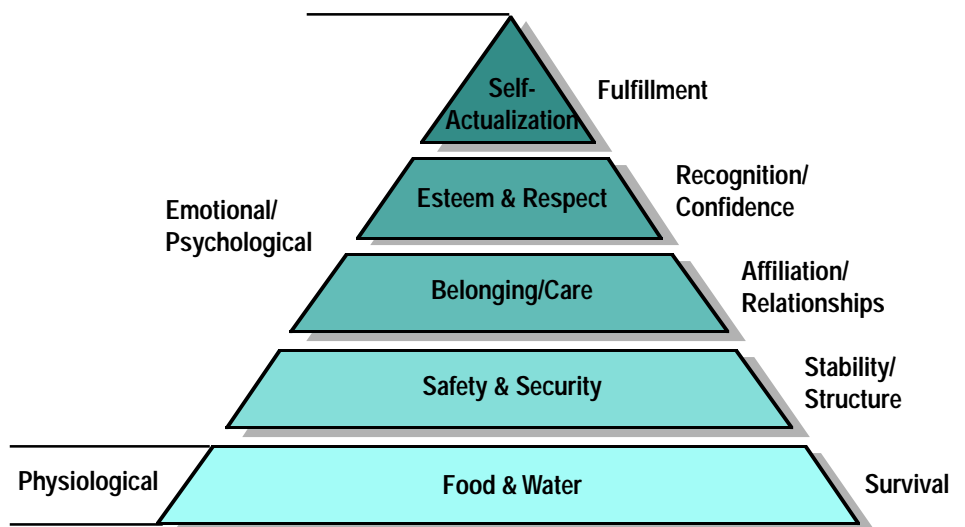 Self-
Actualization
Fulfillment
Esteem & Respect
Recognition/
Confidence
Emotional/
Psychological
Belonging/Care
Affiliation/
Relationships
Safety & Security
Stability/
Structure
Physiological
Food & Water
Survival